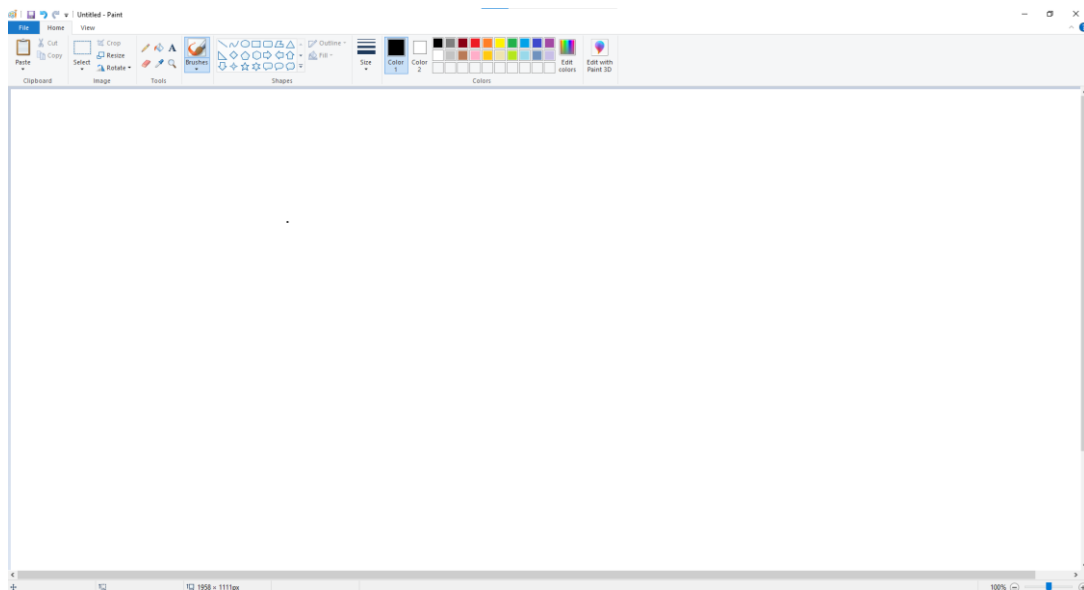 Untitled - Paint
File Home View
Paste Cut Copy Select Crop Resize Rotate Brushes Outline Fill Size Color 1 Color 2 Edit colors Edit with Paint 3D
Clipboard Image Tools Shapes Colors
1958 × 1111px 100%